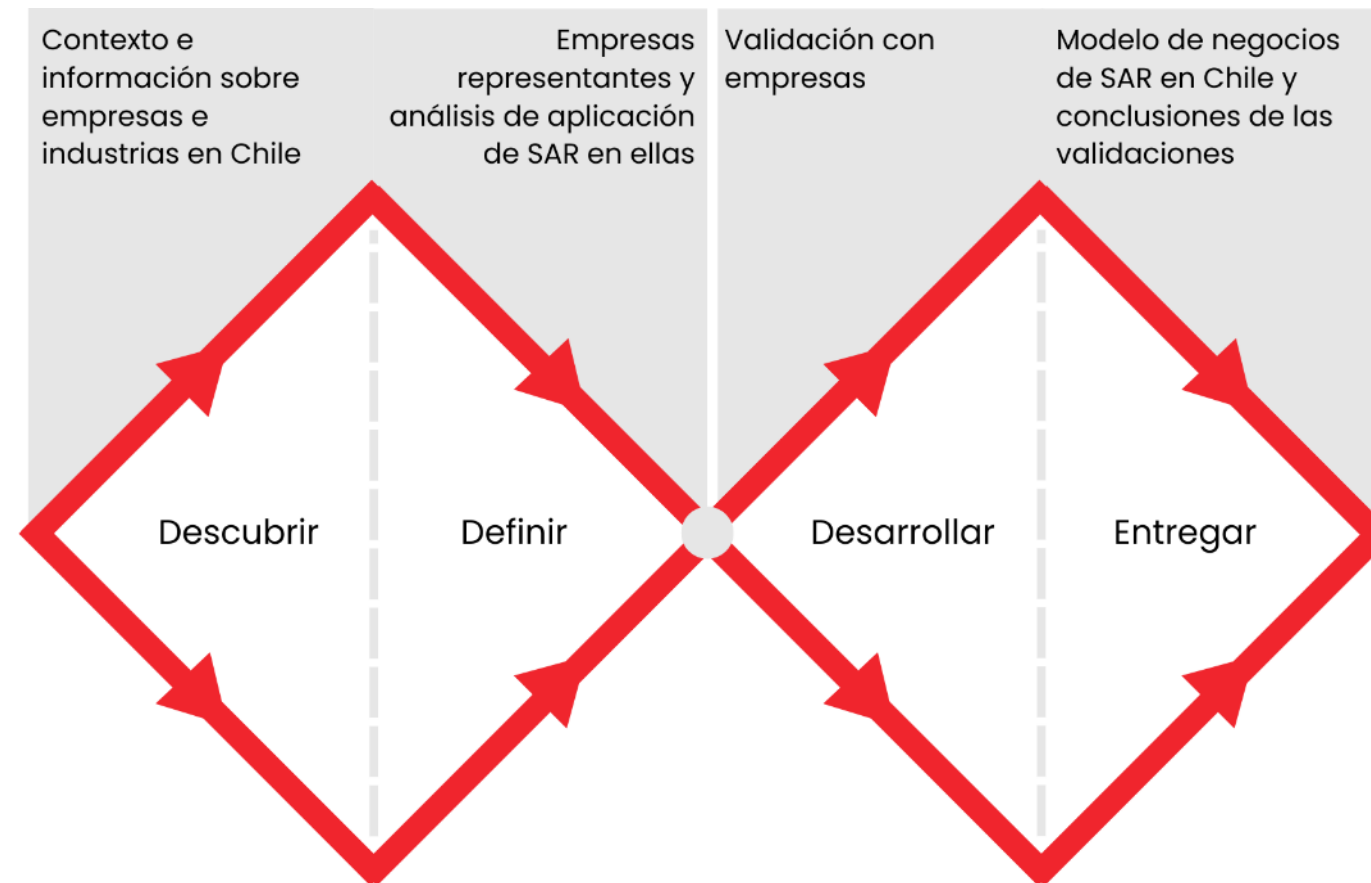 Contexto e
información sobre
empresas e
industrias en Chile
Empresas
representantes y
análisis de aplicación
de SAR en ellas
Validación con
empresas
Modelo de negocios
de SAR en Chile y
conclusiones de las
validaciones
Descubrir
Definir
Desarrollar
Entregar